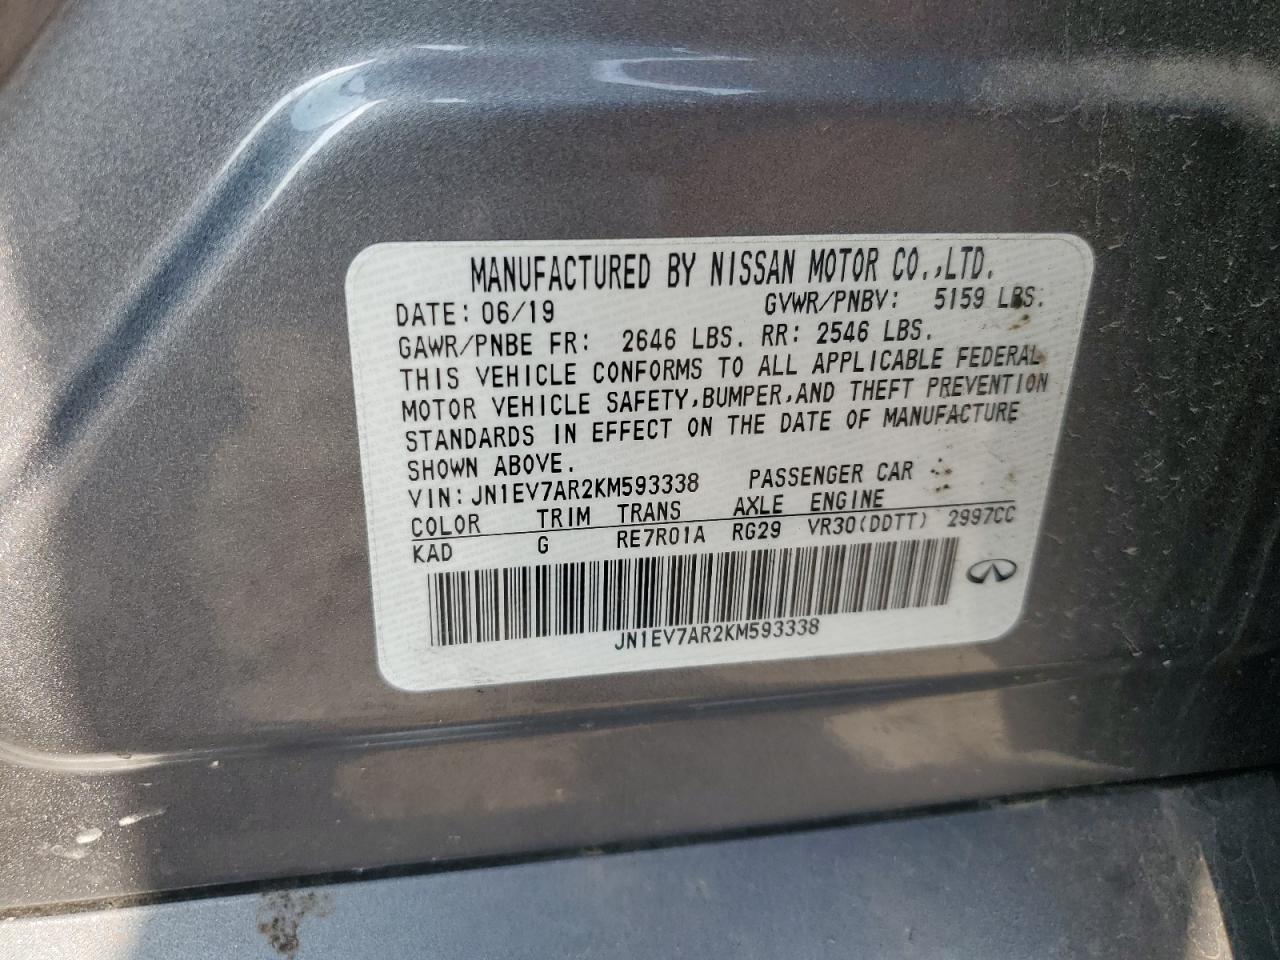 MANUFACTURED BY NISSAN MOTOR CO.,LTD.
DATE: 06/19 GVWR/PNBV: 5159 LBS.
GAWR/PNBE FR: 2646 LBS. RR: 2546 LBS.
THIS VEHICLE CONFORMS TO ALL APPLICABLE FEDERAL
MOTOR VEHICLE SAFETY,BUMPER,AND THEFT PREVENTION
STANDARDS IN EFFECT ON THE DATE OF MANUFACTURE
SHOWN ABOVE.
VIN: JN1EV7AR2KM593338 PASSENGER CAR
COLOR TRIM TRANS AXLE ENGINE
KAD G RE7R01A RG29 VR30(DDTT) 2997CC
JN1EV7AR2KM593338